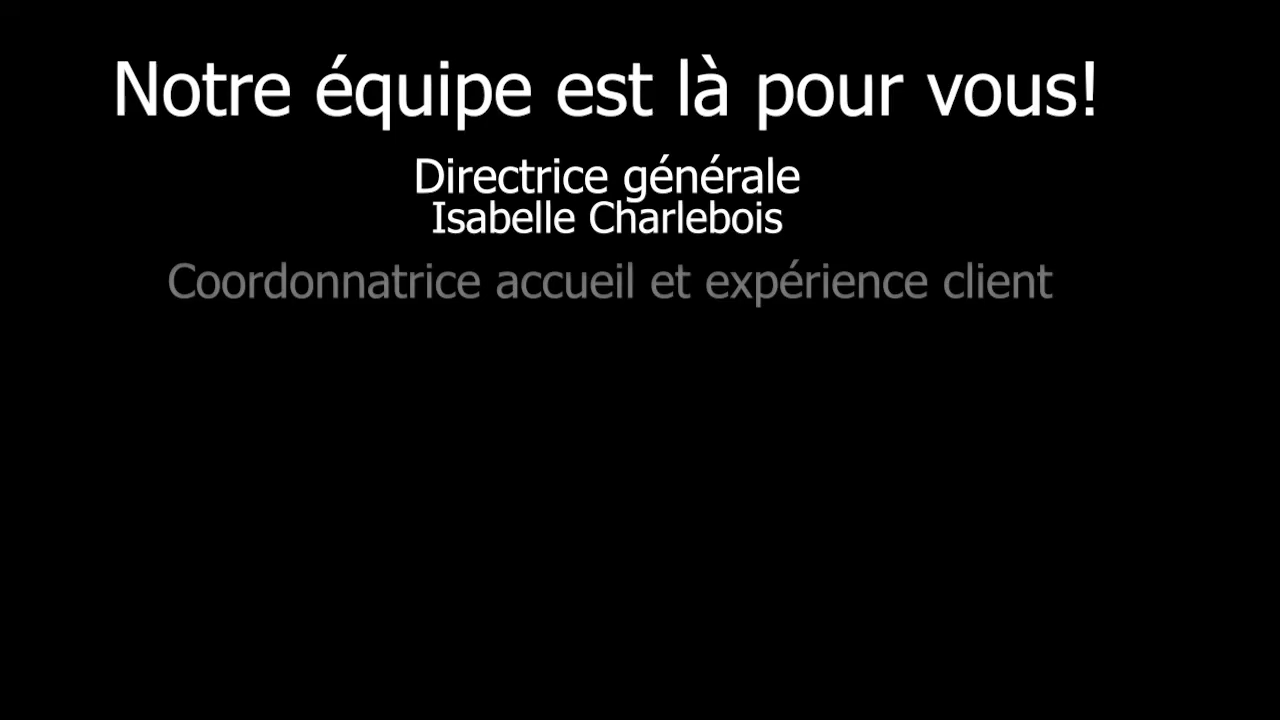 Notre équipe est là pour vous!
Directrice générale
Isabelle Charlebois
Coordonnatrice accueil et expérience client